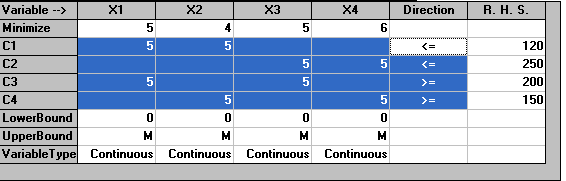 Variable --> X1 X2 X3 X4 Direction R. H. S.
Minimize 5 4 5 6
C1 5 5 <= 120
C2 5 5 <= 250
C3 5 5 >= 200
C4 5 5 >= 150
LowerBound 0 0 0 0
UpperBound M M M M
VariableType Continuous Continuous Continuous Continuous